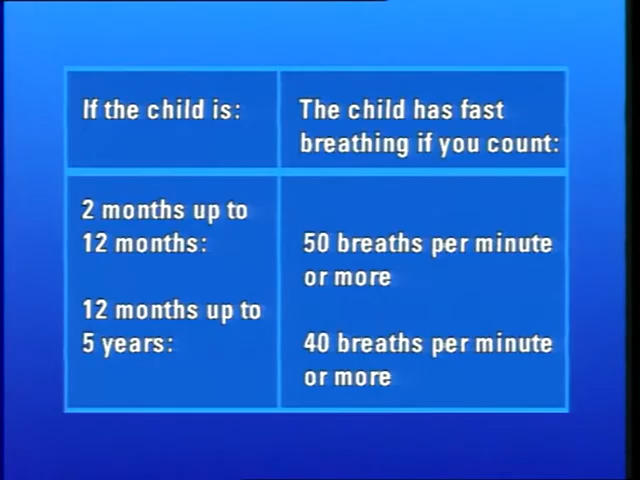 If the child is:
The child has fast
breathing if you count:
2 months up to
12 months:
50 breaths per minute
or more
12 months up to
5 years:
40 breaths per minute
or more